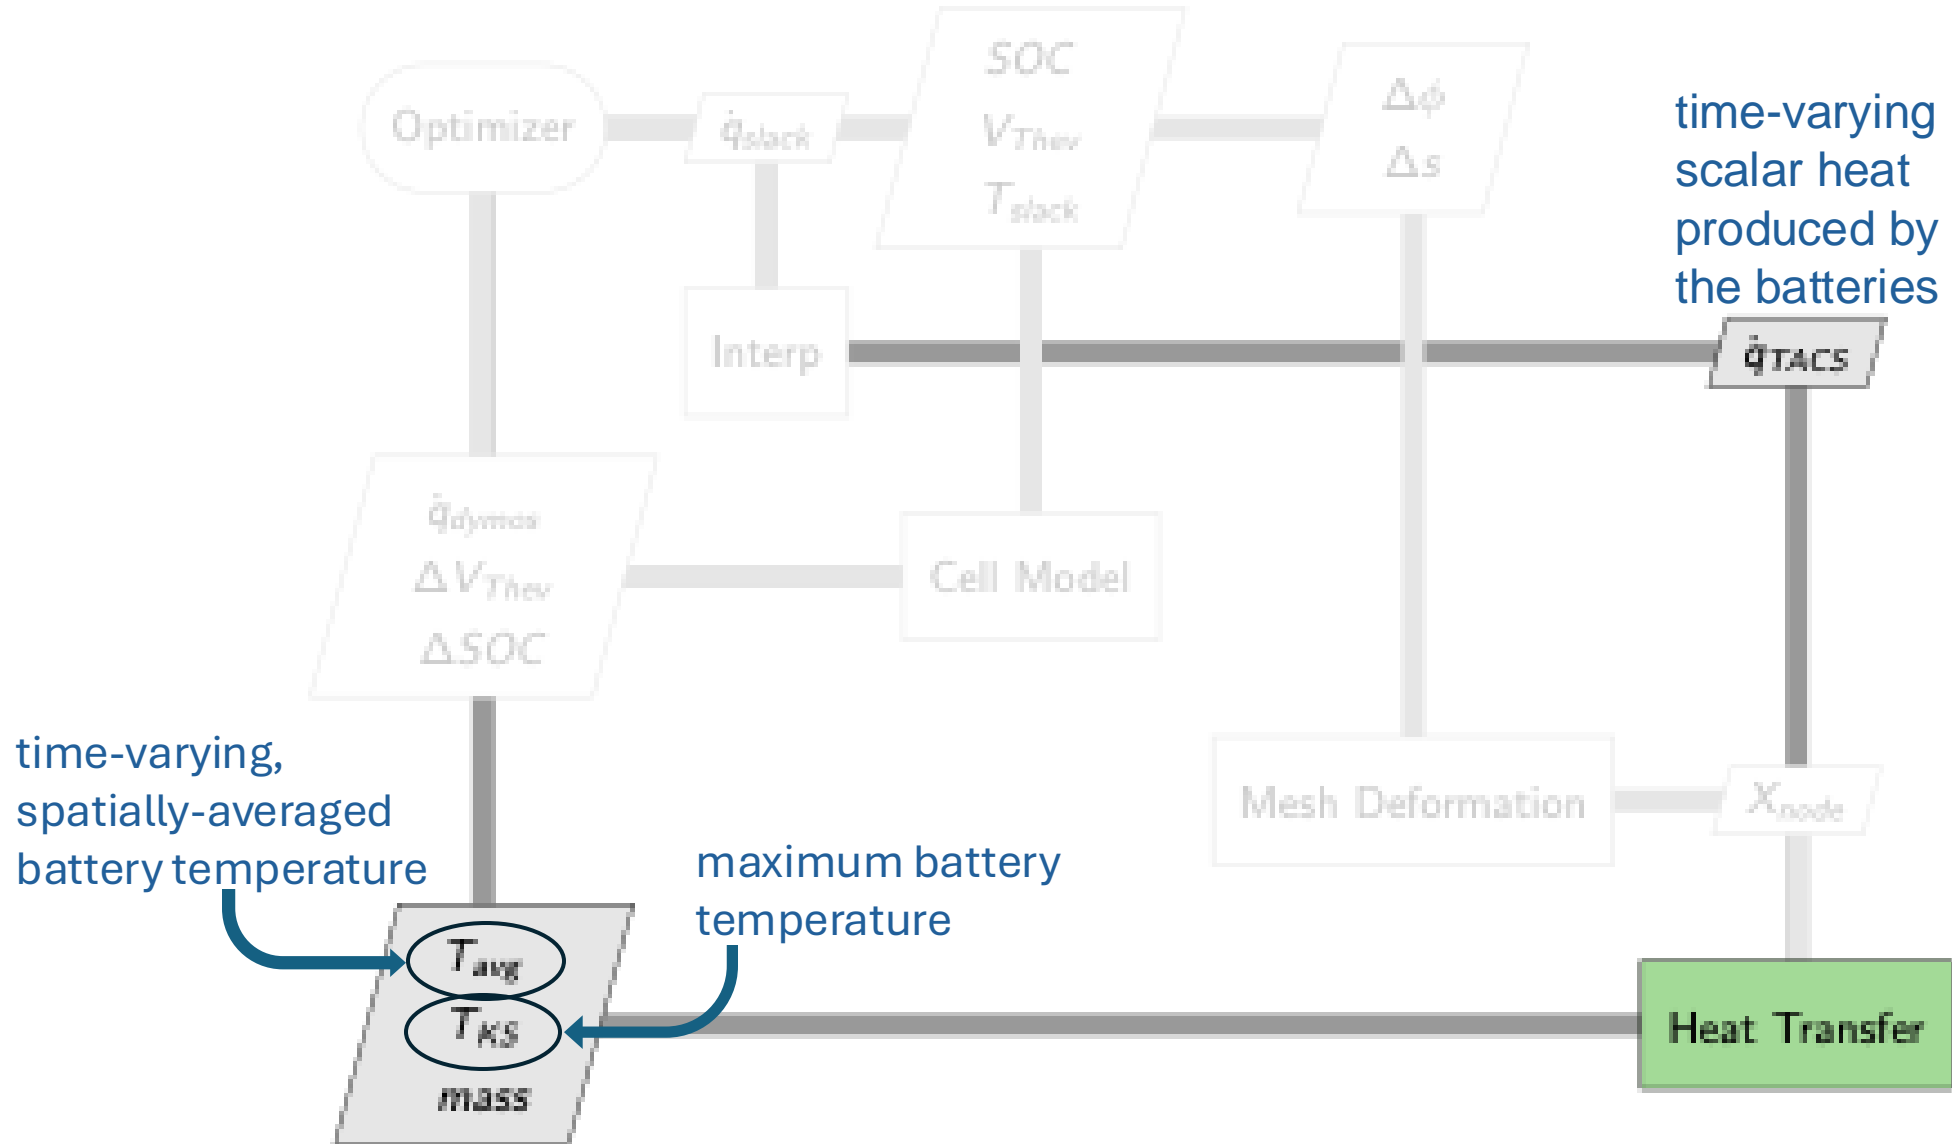 Optimizer
q̇slack
SOC
VThev
Tslack
Δϕ
Δs
time-varying
scalar heat
produced by
the batteries
Interp
q̇TACS
q̇dymos
ΔVThev
ΔSOC
Cell Model
Mesh Deformation
Xnode
time-varying,
spatially-averaged
battery temperature
maximum battery
temperature
Tavg
TKS
mass
Heat Transfer